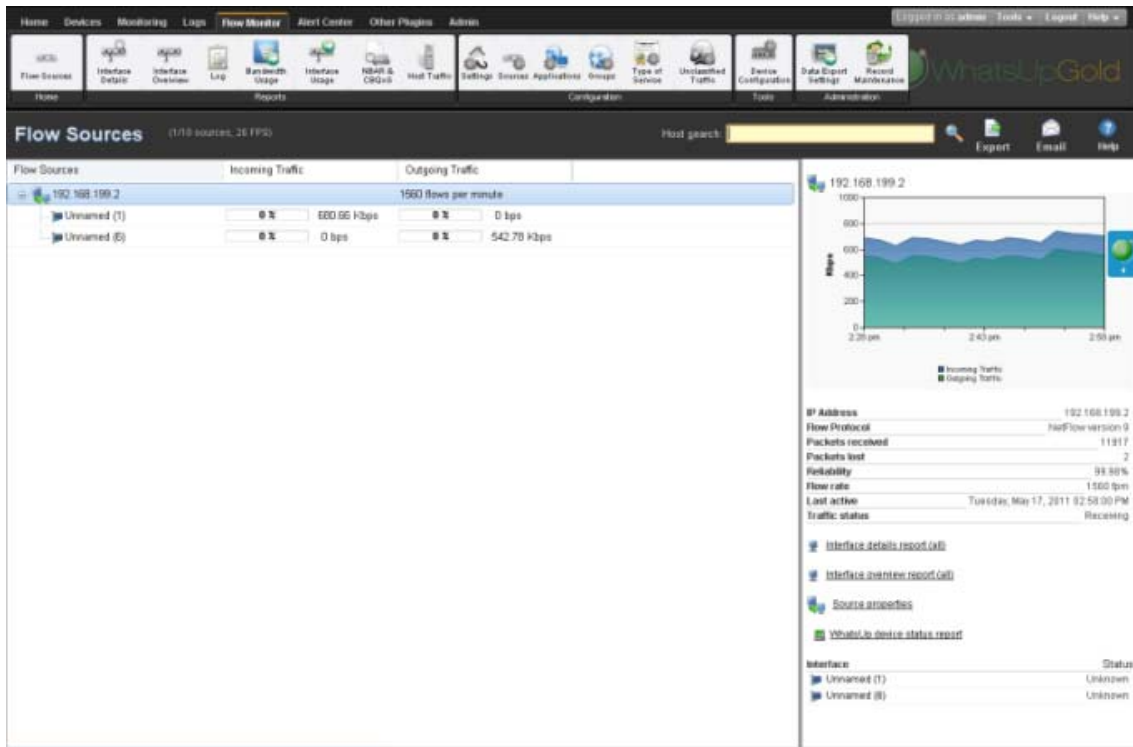 Home Devices Monitoring Logs Flow Monitor Alert Center Other Plugins Admin
Logged in as admin Tools Logout Help
Flow Sources
Interface Details
Interface Overview
Log
Bandwidth Usage
Interface Usage
NBAR & CBQoS
Host Traffic
Settings
Sources
Applications
Groups
Type of Service
Unclassified Traffic
Device Configuration
Data Export Settings
Record Maintenance
WhatsUpGold
Home
Reports
Configuration
Tools
Administration
Flow Sources (1/10 sources, 26 FPS)
Host search:
Export
Email
Help
Flow Sources Incoming Traffic Outgoing Traffic
192.168.199.2 1560 flows per minute
Unnamed (1) 0 % 680.66 Kbps 0 % 0 bps
Unnamed (6) 0 % 0 bps 0 % 542.78 Kbps
192.168.199.2
1000
800
600
400
200
0
Kbps
2:28 pm 2:43 pm 2:58 pm
Incoming Traffic
Outgoing Traffic
IP Address 192.168.199.2
Flow Protocol NetFlow version 9
Packets received 11917
Packets lost 2
Reliability 99.98%
Flow rate 1560 fpm
Last active Tuesday, May 17, 2011 02:58:00 PM
Traffic status Receiving
Interface details report (all)
Interface overview report (all)
Source properties
WhatsUp device status report
Interface Status
Unnamed (1) Unknown
Unnamed (6) Unknown